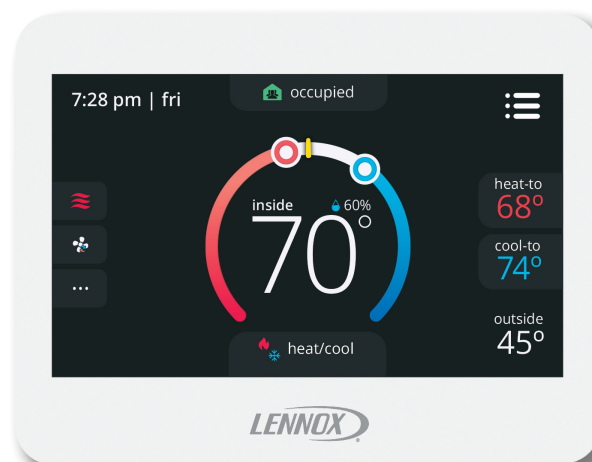 7:28 pm | fri
occupied
inside
60%
70°
heat-to
68°
cool-to
74°
outside
45°
heat/cool
LENNOX